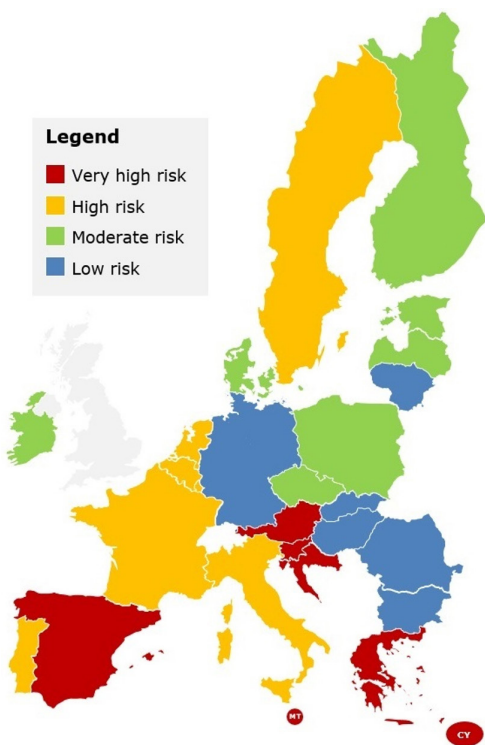 Legend
Very high risk
High risk
Moderate risk
Low risk
MT
CY